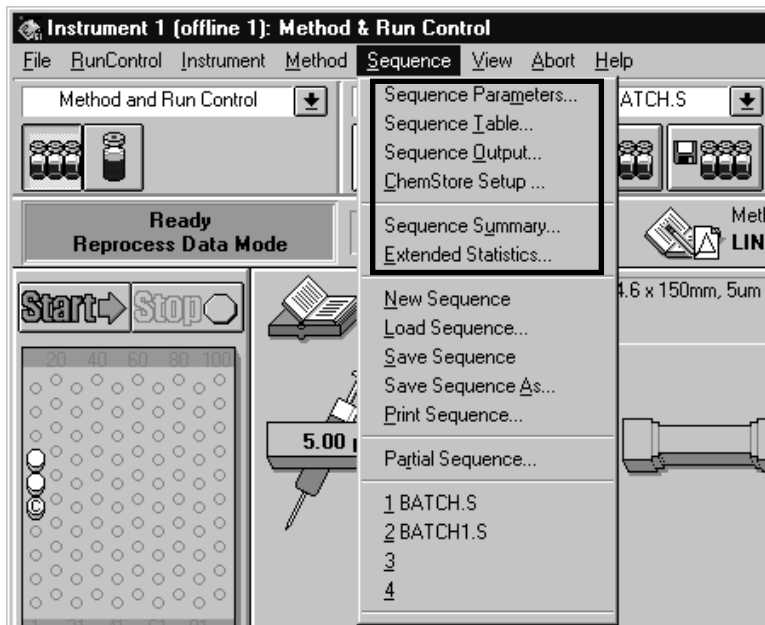 Instrument 1 (offline 1): Method & Run Control
File RunControl Instrument Method Sequence View Abort Help
Method and Run Control
ATCH.S
Sequence Parameters...
Sequence Table...
Sequence Output...
ChemStore Setup ...
Sequence Summary...
Extended Statistics...
New Sequence
Load Sequence...
Save Sequence
Save Sequence As...
Print Sequence...
Partial Sequence...
1 BATCH.S
2 BATCH1.S
3
4
Ready
Reprocess Data Mode
Met
LIN
Start Stop
4.6 x 150mm, 5um
20 40 60 80 100
5.00
C